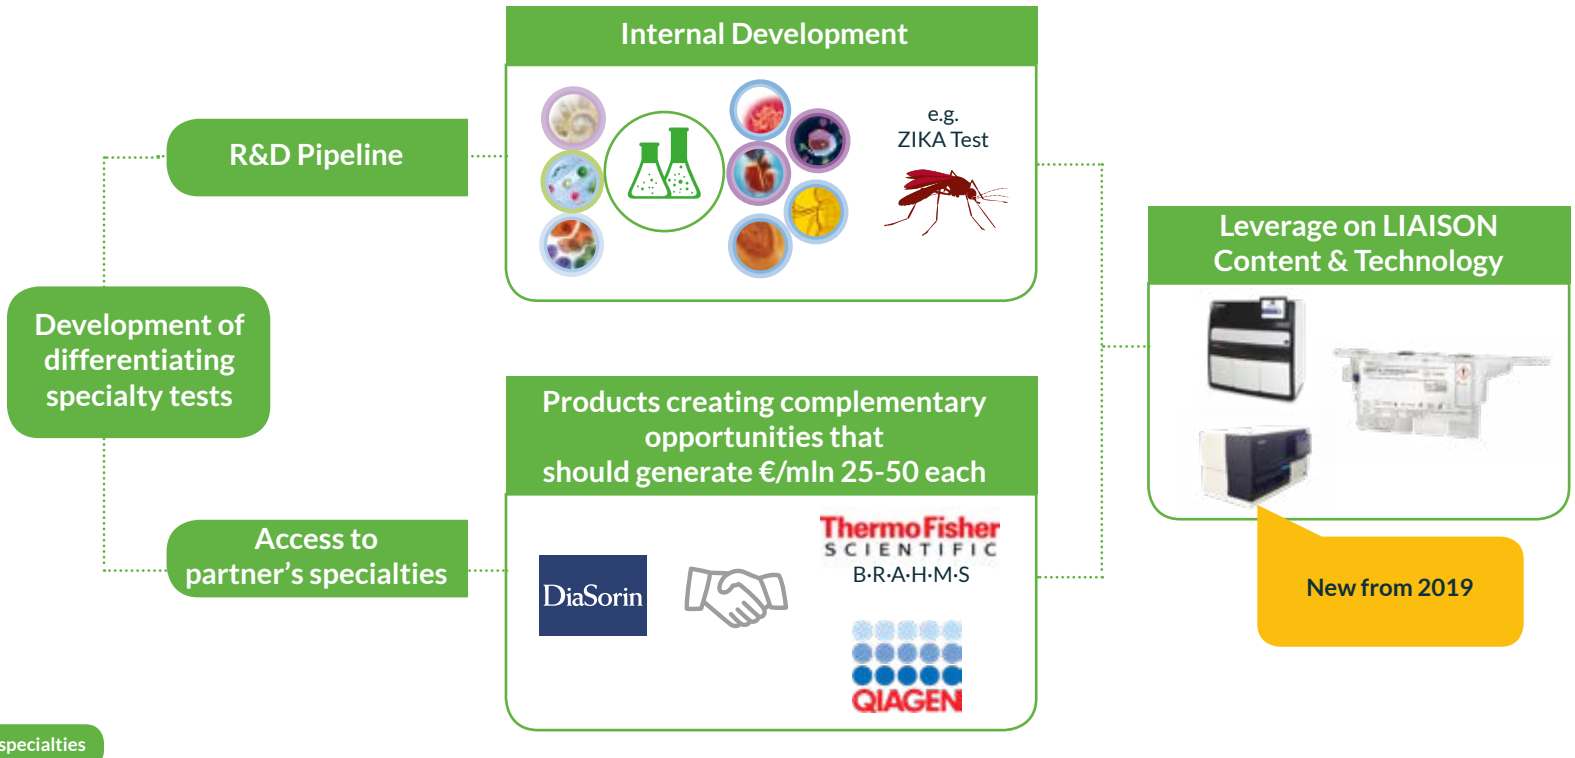 Internal Development
e.g.
ZIKA Test
R&D Pipeline
Leverage on LIAISON
Content & Technology
Development of
differentiating
specialty tests
Products creating complementary
opportunities that
should generate €/mln 25-50 each
Access to
partner's specialties
DiaSorin
ThermoFisher
SCIENTIFIC
B·R·A·H·M·S
QIAGEN
New from 2019
specialties